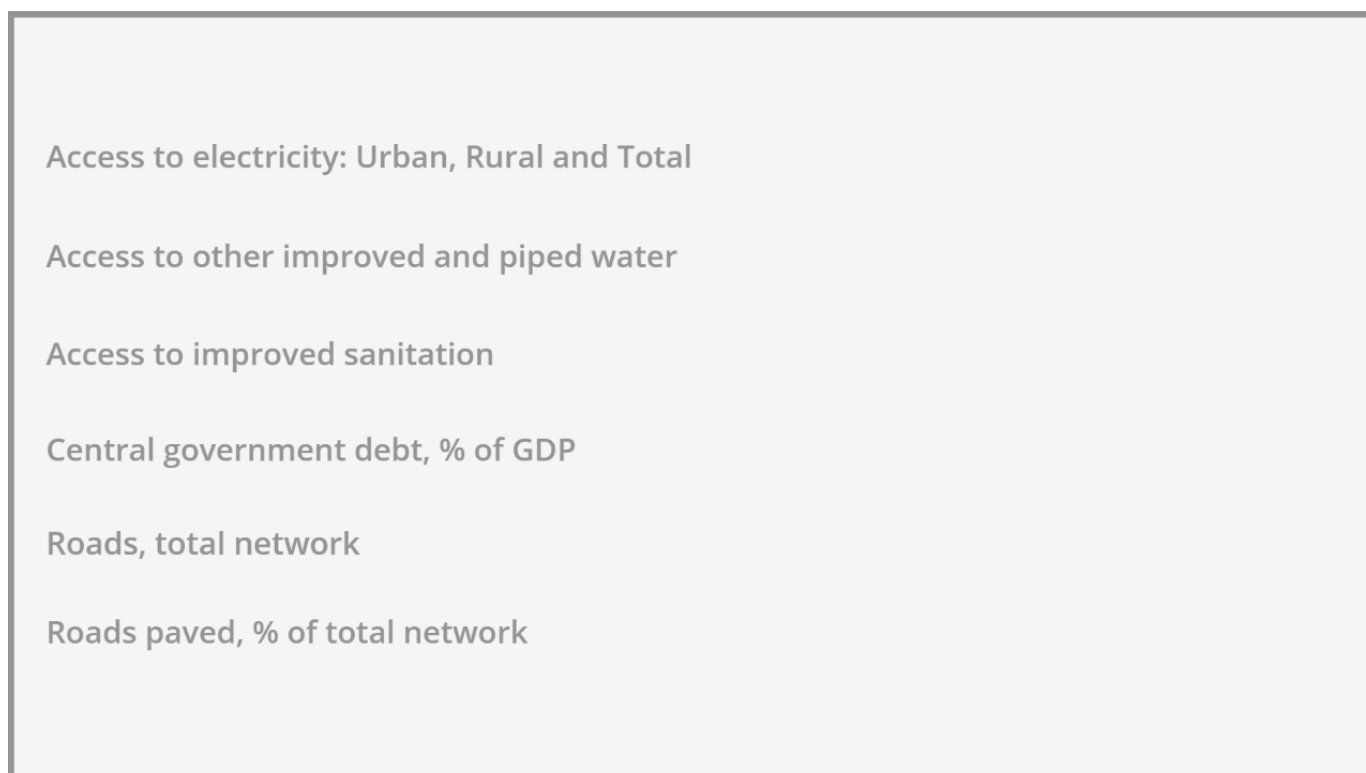 Access to electricity: Urban, Rural and Total
Access to other improved and piped water
Access to improved sanitation
Central government debt, % of GDP
Roads, total network
Roads paved, % of total network